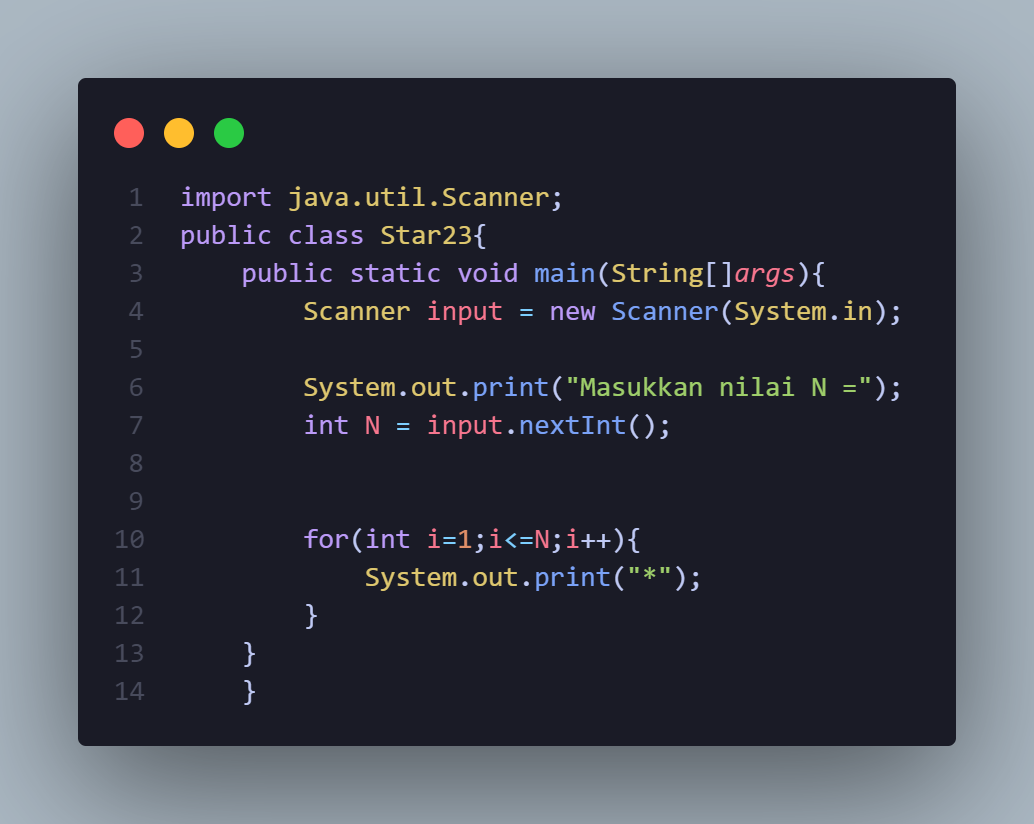 1 import java.util.Scanner;
2 public class Star23{
3     public static void main(String[]args){
4         Scanner input = new Scanner(System.in);
5
6         System.out.print("Masukkan nilai N =");
7         int N = input.nextInt();
8
9
10         for(int i=1;i<=N;i++){
11             System.out.print("*");
12         }
13     }
14     }